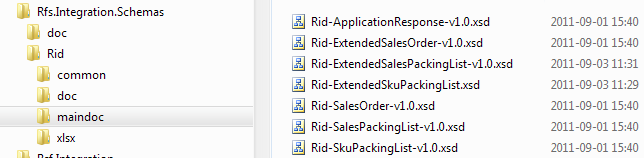 Rfs.Integration.Schemas
doc
Rid
common
doc
maindoc
xlsx
Rid-ApplicationResponse-v1.0.xsd 2011-09-01 15:40
Rid-ExtendedSalesOrder-v1.0.xsd 2011-09-01 15:40
Rid-ExtendedSalesPackingList-v1.0.xsd 2011-09-03 11:31
Rid-ExtendedSkuPackingList.xsd 2011-09-03 11:29
Rid-SalesOrder-v1.0.xsd 2011-09-01 15:40
Rid-SalesPackingList-v1.0.xsd 2011-09-01 15:40
Rid-SkuPackingList-v1.0.xsd 2011-09-01 15:40